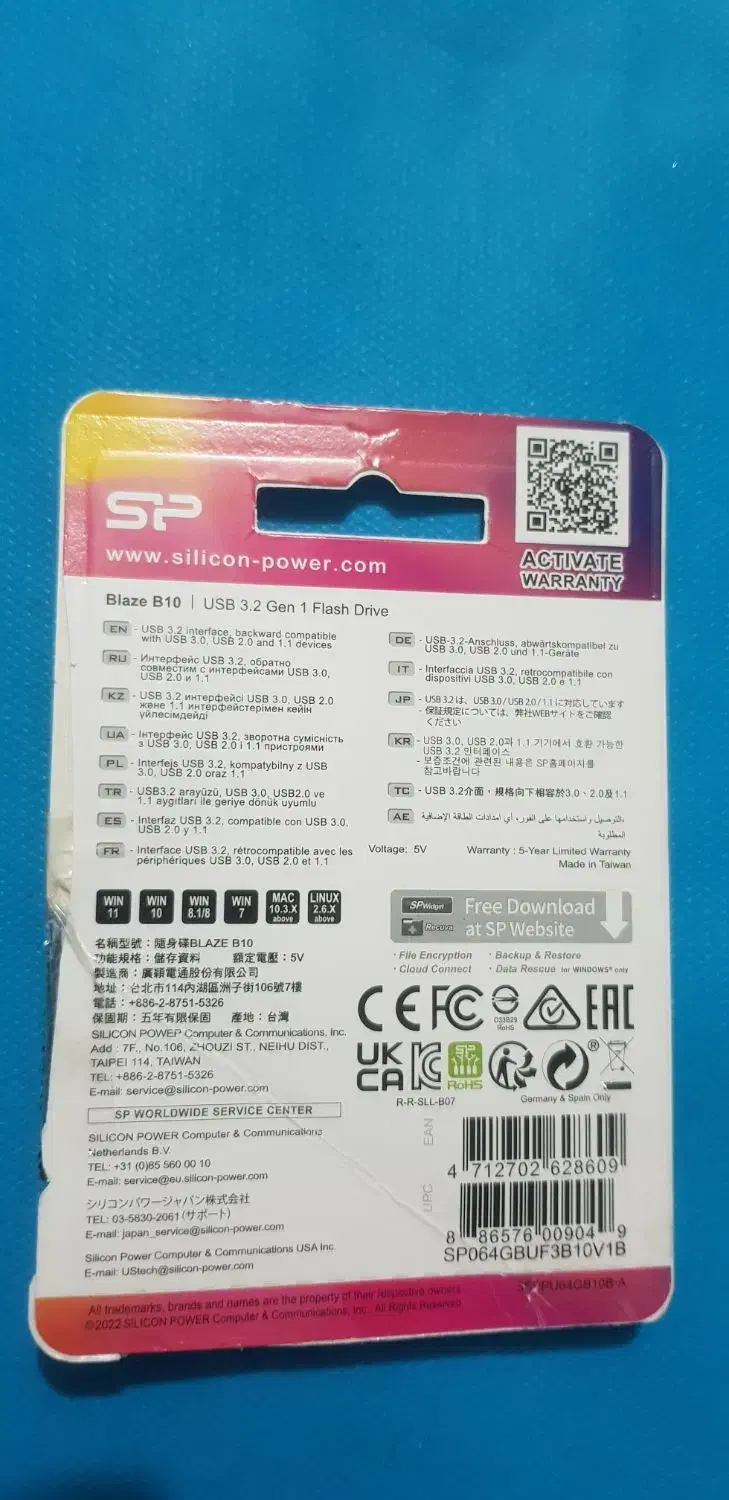 SP
www.silicon-power.com
ACTIVATE
WARRANTY
Blaze B10 | USB 3.2 Gen 1 Flash Drive
EN - USB 3.2 interface, backward compatible
with USB 3.0, USB 2.0 and 1.1 devices
RU - Интерфейс USB 3.2, обратно
совместим с интерфейсами USB 3.0,
USB 2.0 и 1.1
KZ - USB 3.2 интерфейсі USB 3.0, USB 2.0
және 1.1 интерфейстерімен кейін
үйлесімдейді
UA - Інтерфейс USB 3.2, зворотна сумісність
з USB 3.0, USB 2.0 і 1.1 пристроями
PL - Interfejs USB 3.2, kompatybilny z USB
3.0, USB 2.0 oraz 1.1
TR - USB3.2 arayüzü, USB 3.0, USB2.0 ve
1.1 aygıtları ile geriye dönük uyumlu
ES - Interfaz USB 3.2, compatible con USB 3.0,
USB 2.0 y 1.1
FR - Interface USB 3.2, rétrocompatible avec les
périphériques USB 3.0, USB 2.0 et 1.1
DE - USB-3.2-Anschluss, abwärtskompatibel zu
USB 3.0, USB 2.0 und 1.1-Geräte
IT - Interfaccia USB 3.2, retrocompatibile con
dispositivi USB 3.0, USB 2.0 e 1.1
JP - USB 3.2は、USB 3.0 / USB 2.0 / 1.1 に対応しています
- 保証規定については、弊社WEBサイトをご確認
ください
KR - USB 3.0, USB 2.0과 1.1 기기에서 호환 가능한
USB 3.2 인터페이스
- 보증조건에 관련된 내용은 SP홈페이지를
참고바랍니다
TC - USB 3.2介面，規格向下相容於3.0、2.0及1.1
AE - التوصيل واستخدامها على الفور، أي امدادات الطاقة الإضافية،
المطلوبة
Voltage: 5V
Warranty : 5-Year Limited Warranty
Made in Taiwan
WIN 11
WIN 10
WIN 8.1/8
WIN 7
MAC 10.3.X above
LINUX 2.6.X above
SPWidget
Recuva
Free Download
at SP Website
· File Encryption · Backup & Restore
· Cloud Connect · Data Rescue for WINDOWS® only
名稱型號：隨身碟BLAZE B10
功能規格：儲存資料 額定電壓：5V
製造商：廣穎電通股份有限公司
地址：台北市114內湖區洲子街106號7樓
電話：+886-2-8751-5326
保固期：五年有限保固 產地：台灣
SILICON POWER Computer & Communications, Inc.
Add : 7F., No.106, ZHOUZI ST., NEIHU DIST.,
TAIPEI 114, TAIWAN
TEL: +886-2-8751-5326
E-mail: service@silicon-power.com
SP WORLDWIDE SERVICE CENTER
SILICON POWER Computer & Communications
Netherlands B.V.
TEL: +31 (0)85 560 00 10
E-mail: service@eu.silicon-power.com
シリコンパワージャパン株式会社
TEL: 03-5830-2061 (サポート)
E-mail: japan_service@silicon-power.com
Silicon Power Computer & Communications USA Inc.
E-mail: UStech@silicon-power.com
CE FC
D33B29
RoHS
EAC
UK
CA
SP
RoHS
®
R-R-SLL-B07
Germany & Spain Only
EAN
4 712702 628609
UPC
8 86576 00904 9
SP064GBUF3B10V1B
All trademarks, brands and names are the property of their respective owners
©2022 SILICON POWER Computer & Communications, Inc. All Rights Reserved